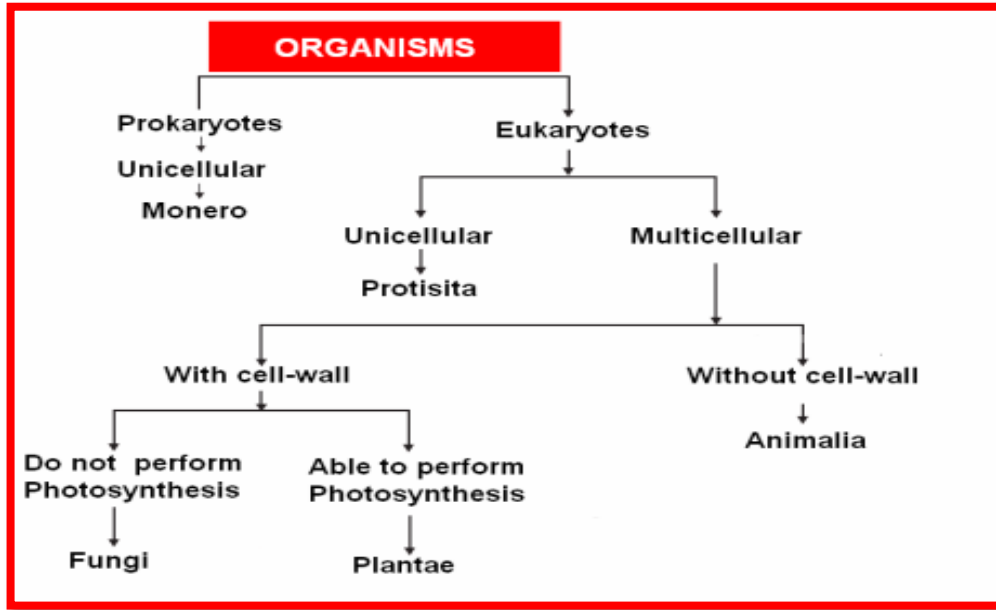 ORGANISMS
Prokaryotes
Eukaryotes
Unicellular
Monero
Unicellular
Multicellular
Protisita
With cell-wall
Without cell-wall
Do not perform
Photosynthesis
Able to perform
Photosynthesis
Animalia
Fungi
Plantae